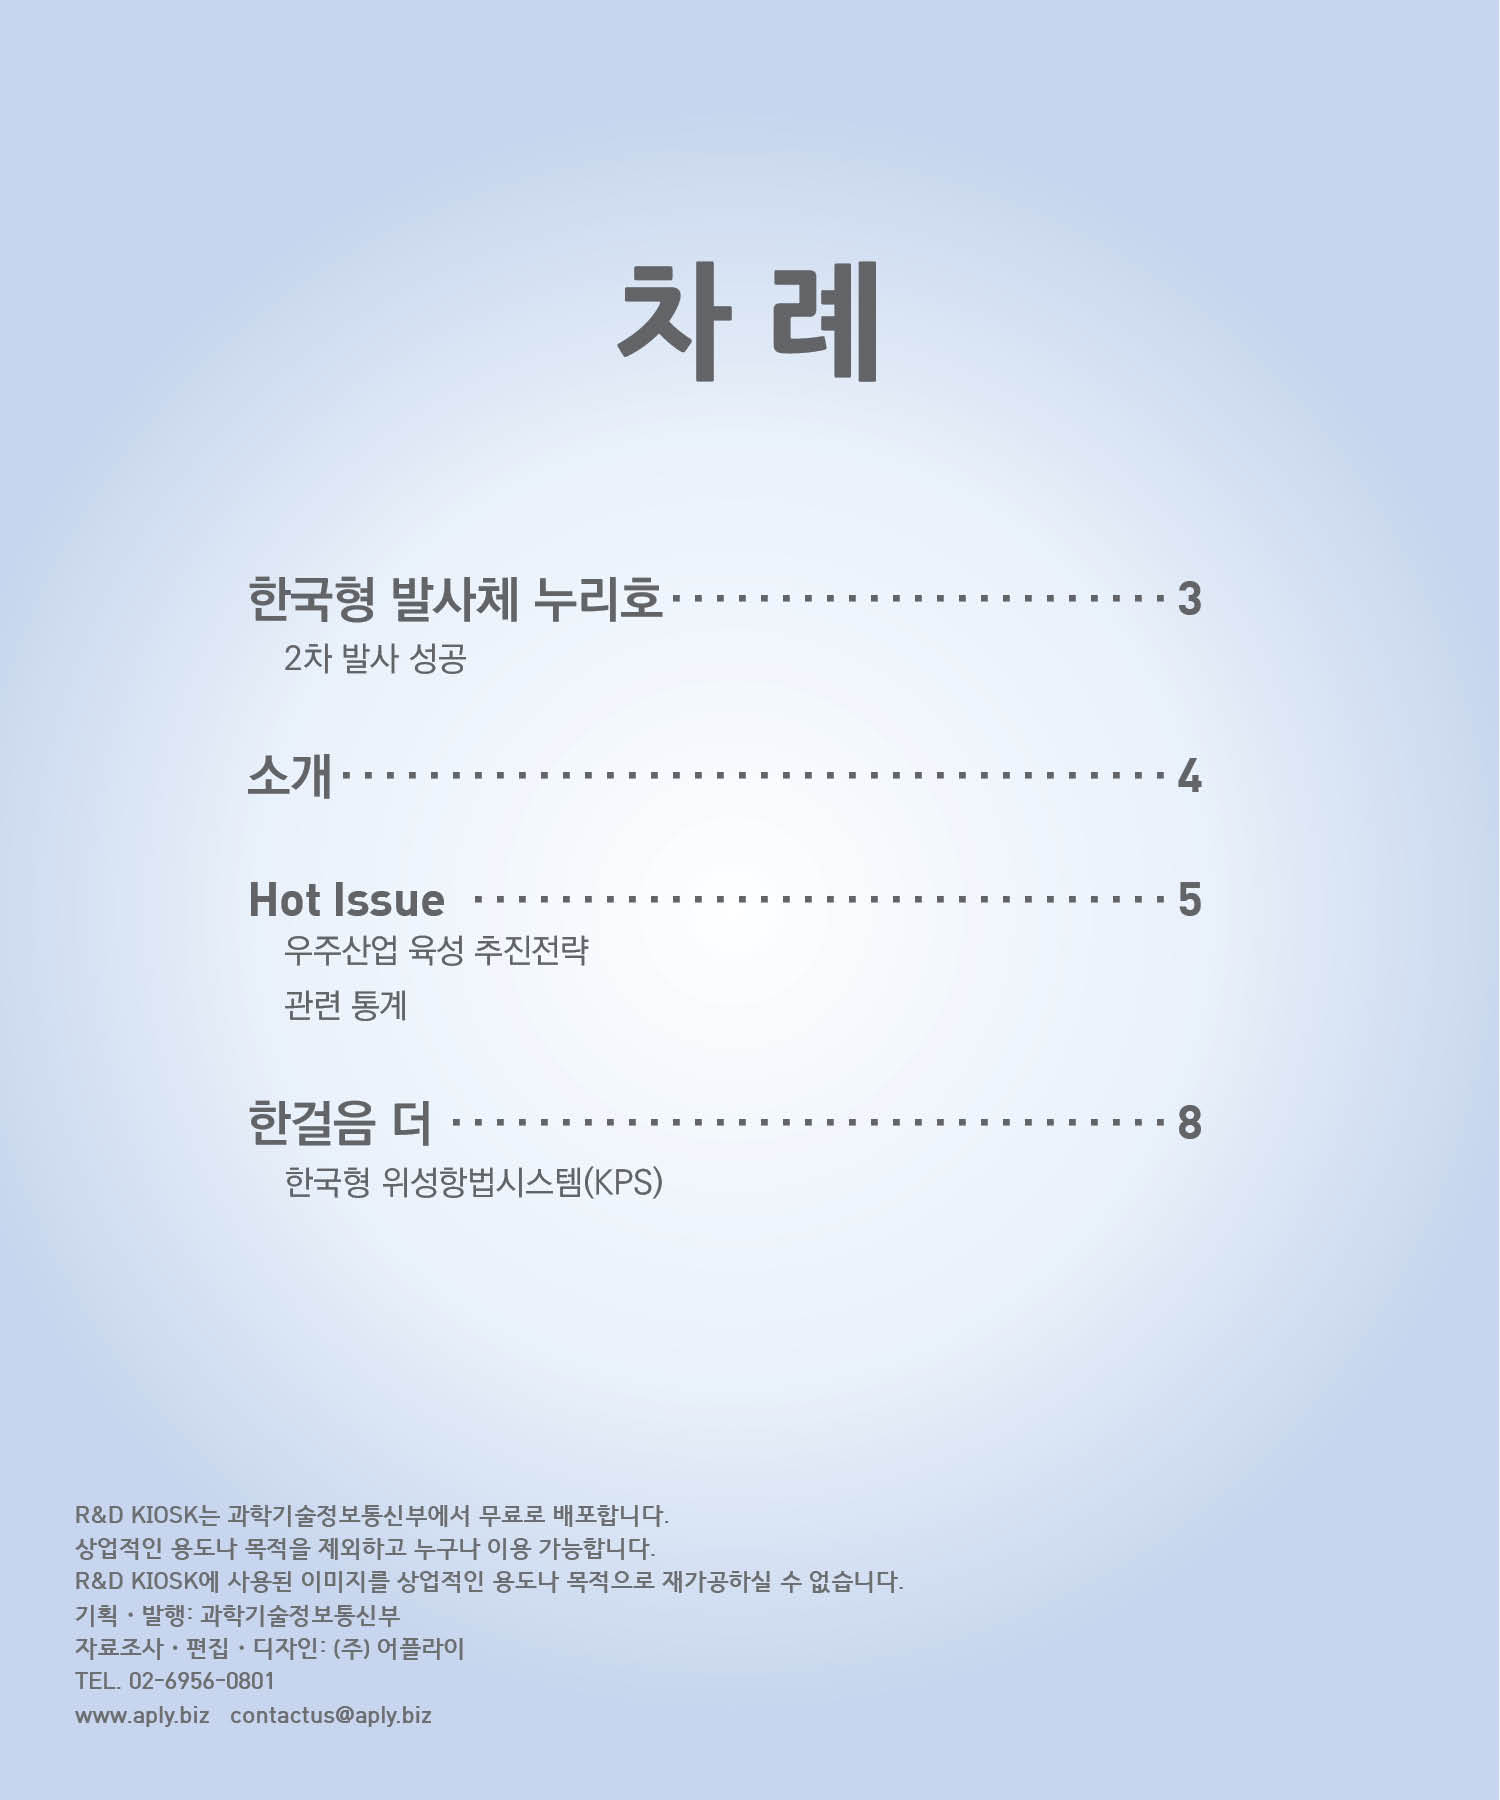 차 례
한국형 발사체 누리호 ······················· 3
2차 발사 성공
소개 ······································ 4
Hot Issue ································ 5
우주산업 육성 추진전략
관련 통계
한걸음 더 ································· 8
한국형 위성항법시스템(KPS)
R&D KIOSK는 과학기술정보통신부에서 무료로 배포합니다.
상업적인 용도나 목적을 제외하고 누구나 이용 가능합니다.
R&D KIOSK에 사용된 이미지를 상업적인 용도나 목적으로 재가공하실 수 없습니다.
기획·발행: 과학기술정보통신부
자료조사·편집·디자인: (주) 어플라이
TEL. 02-6956-0801
www.aply.biz contactus@aply.biz